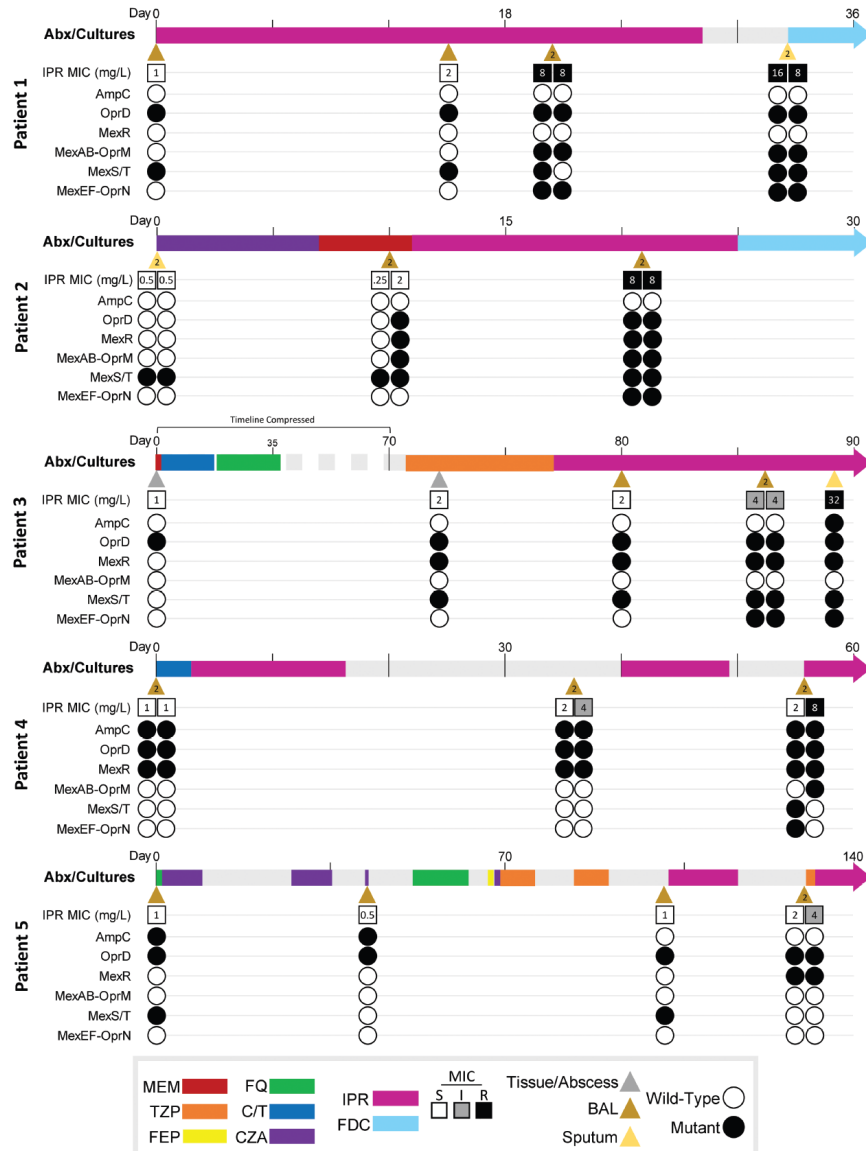 Day 0 18 36
Abx/Cultures
2 2
IPR MIC (mg/L) 1 2 8 8 16 8
AmpC
OprD
MexR
MexAB-OprM
MexS/T
MexEF-OprN
Patient 1
Day 0 15 30
Abx/Cultures
2 2 2
IPR MIC (mg/L) 0.5 0.5 .25 2 8 8
AmpC
OprD
MexR
MexAB-OprM
MexS/T
MexEF-OprN
Patient 2
Timeline Compressed
Day 0 35 70 80 90
Abx/Cultures
2
IPR MIC (mg/L) 1 2 2 4 4 32
AmpC
OprD
MexR
MexAB-OprM
MexS/T
MexEF-OprN
Patient 3
Day 0 30 60
Abx/Cultures
2 2 2
IPR MIC (mg/L) 1 1 2 4 2 8
AmpC
OprD
MexR
MexAB-OprM
MexS/T
MexEF-OprN
Patient 4
Day 0 70 140
Abx/Cultures
2
IPR MIC (mg/L) 1 0.5 1 2 4
AmpC
OprD
MexR
MexAB-OprM
MexS/T
MexEF-OprN
Patient 5
MEM FQ IPR MIC Tissue/Abscess
TZP C/T S I R BAL Wild-Type
FEP CZA FDC Sputum Mutant